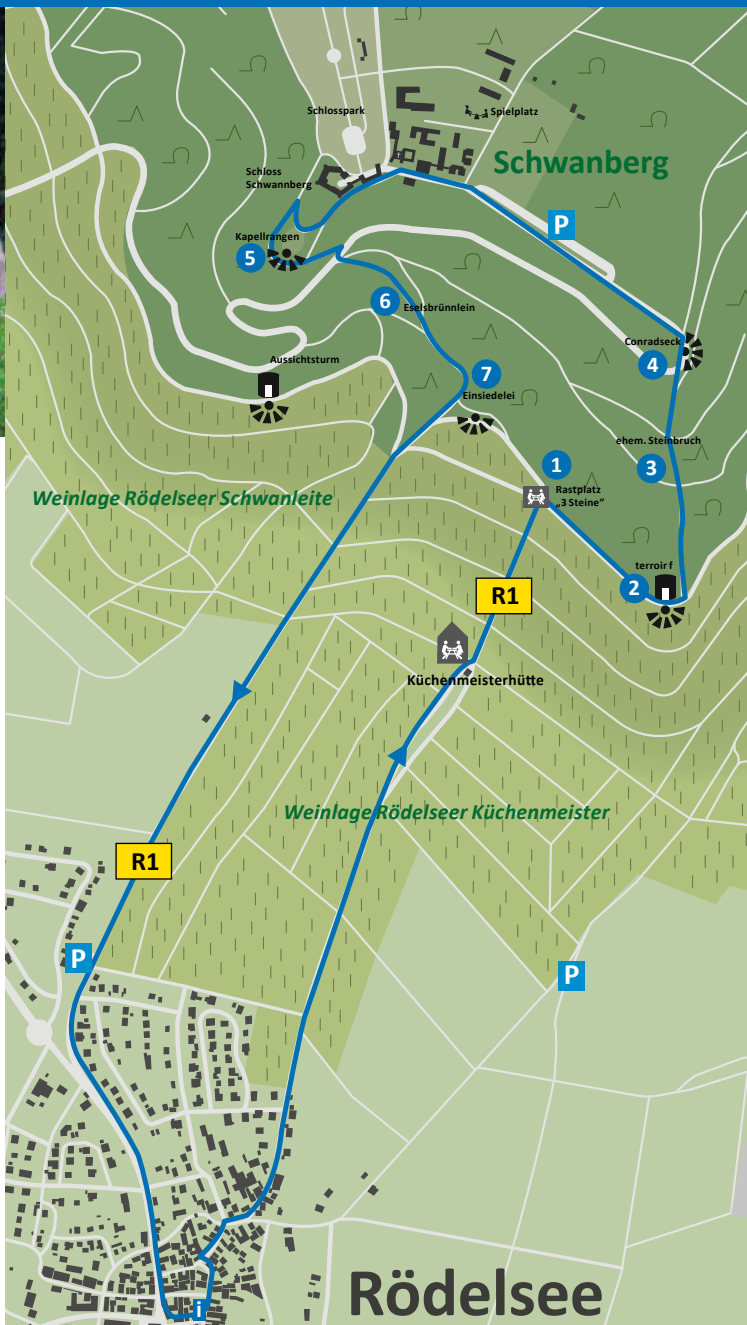 Schlosspark
Spielplatz
Schwanberg
Schloss
Schwannberg
P
Kapellrangen
5
6
Eselsbrünnlein
Conradseck
4
Aussichtsturm
7
Einsiedelei
ehem. Steinbruch
3
1
Rastplatz
„3 Steine“
Weinlage Rödelseer Schwanleite
terroir f
2
R1
Küchenmeisterhütte
Weinlage Rödelseer Küchenmeister
R1
P
P
Rödelsee
i